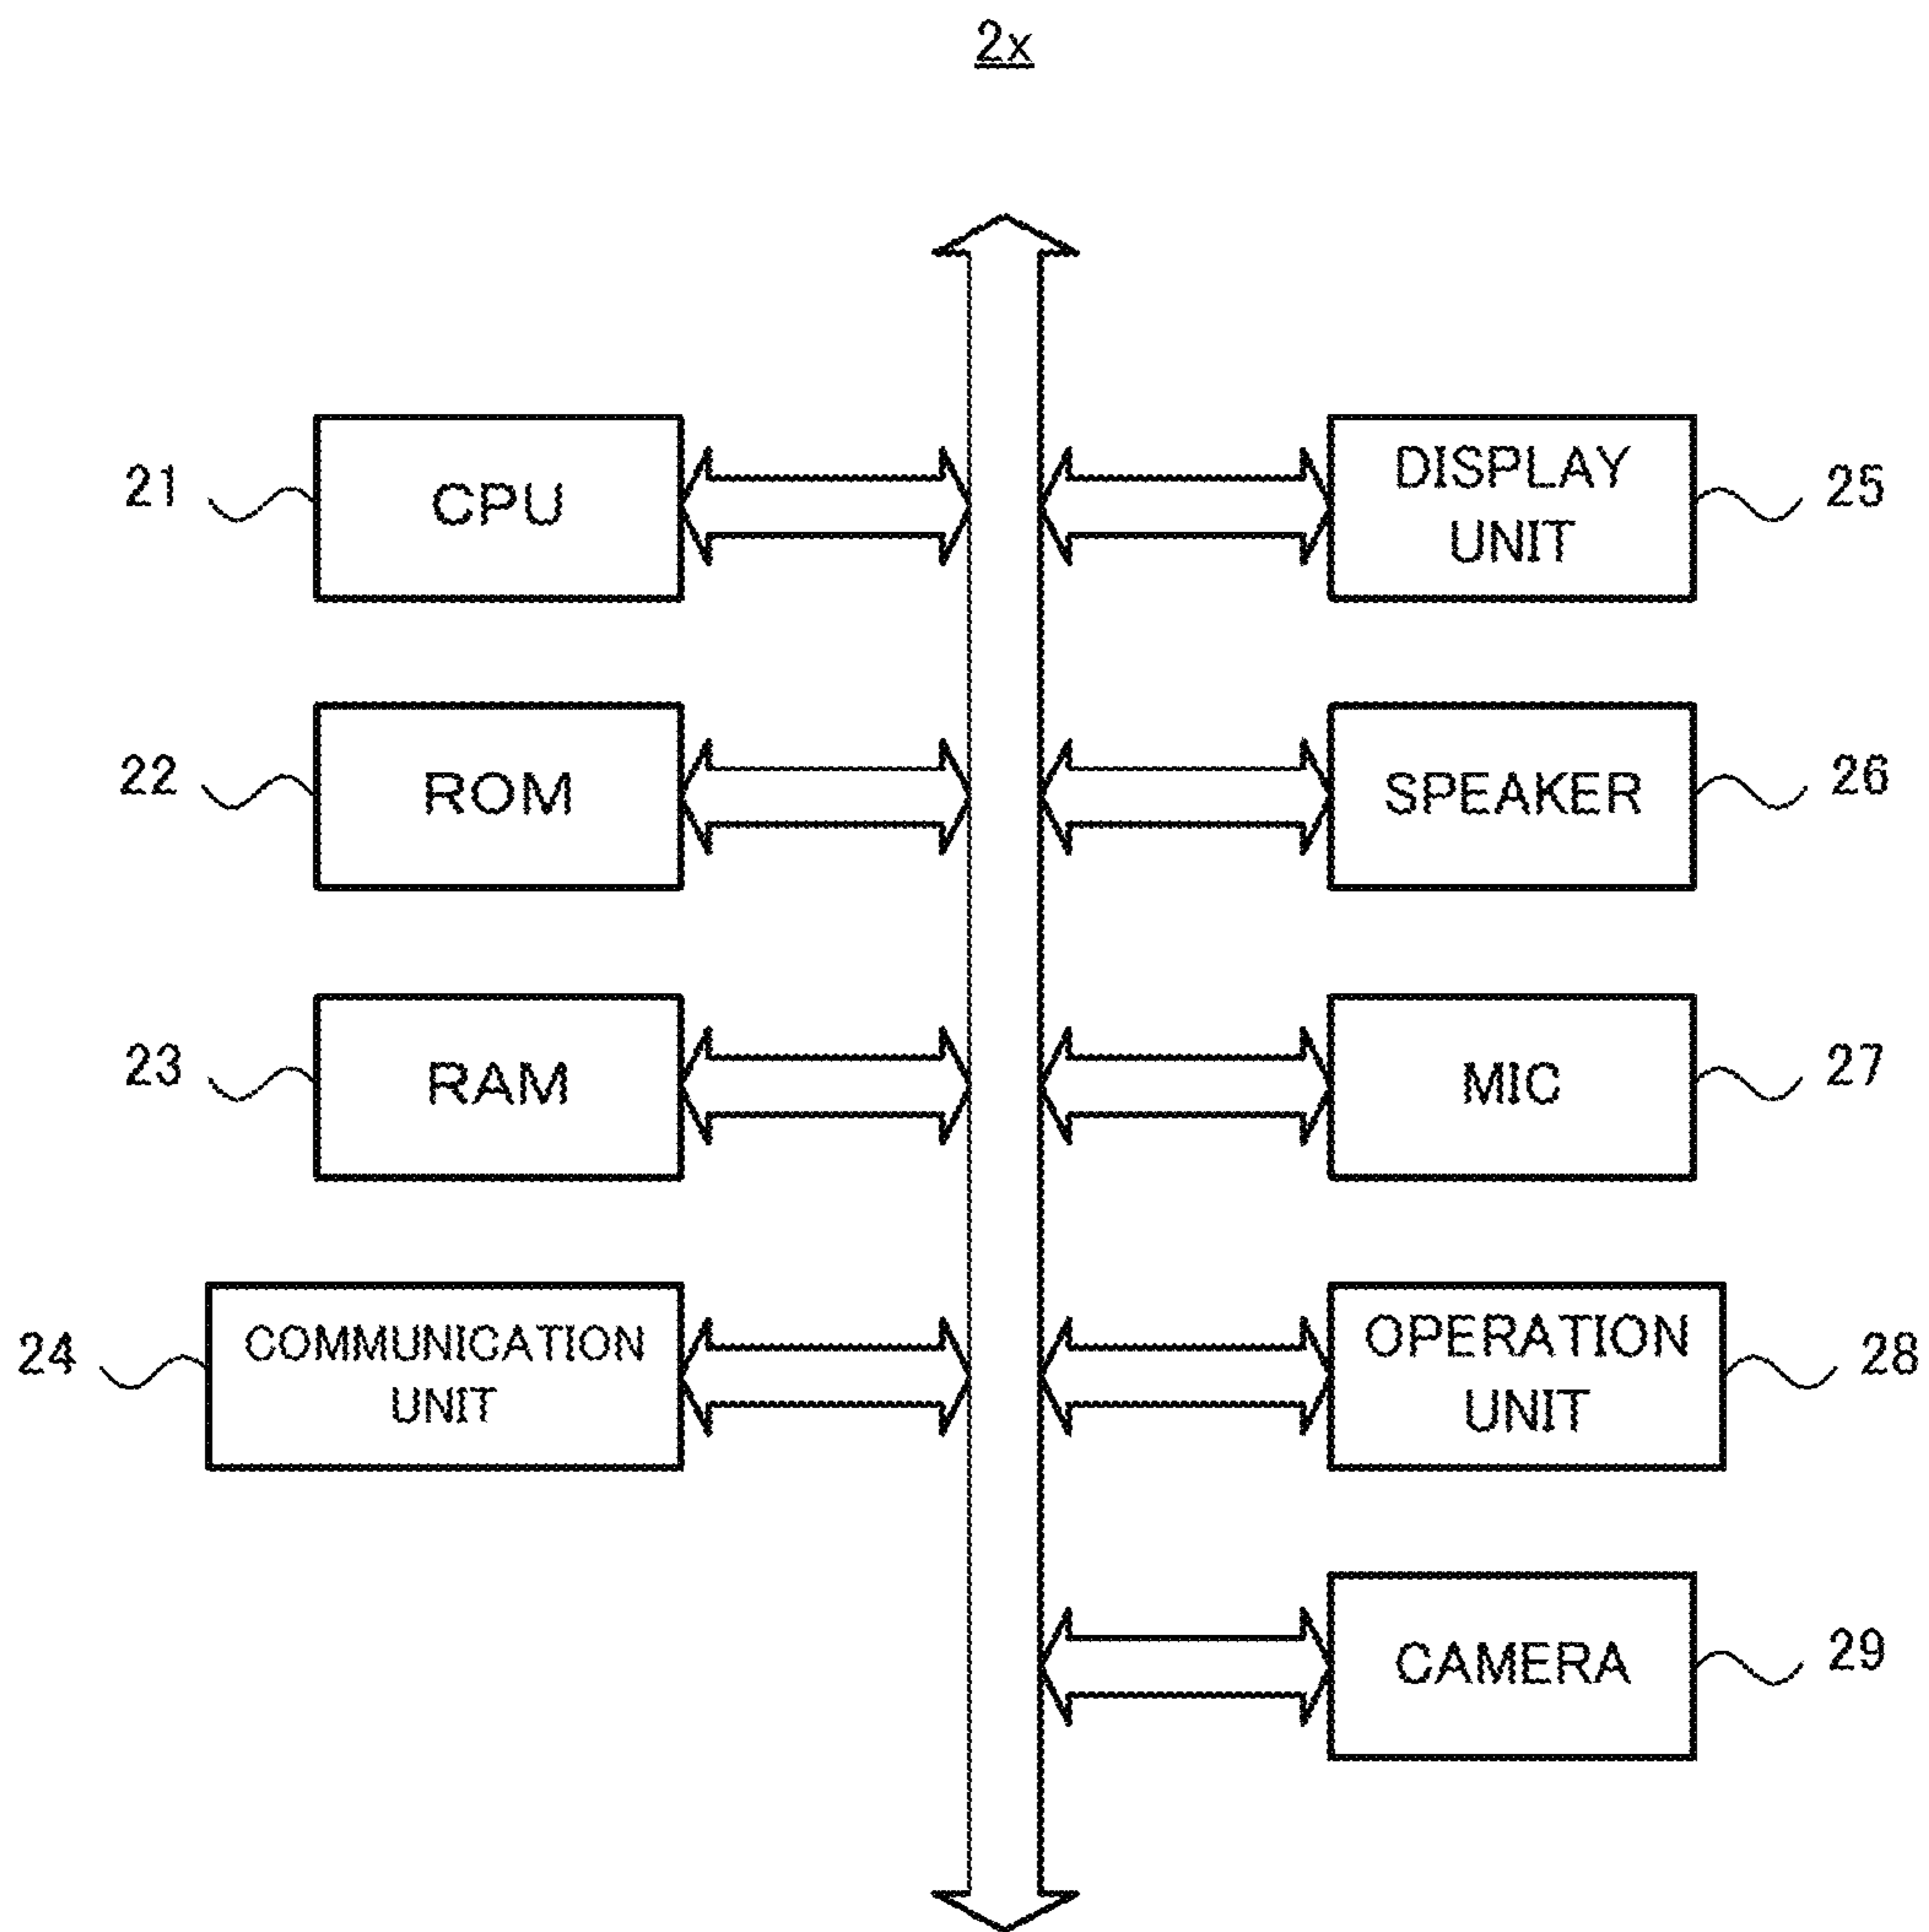 2x
21
CPU
DISPLAY
UNIT
25
22
ROM
SPEAKER
26
23
RAM
MIC
27
24
COMMUNICATION
UNIT
OPERATION
UNIT
28
CAMERA
29